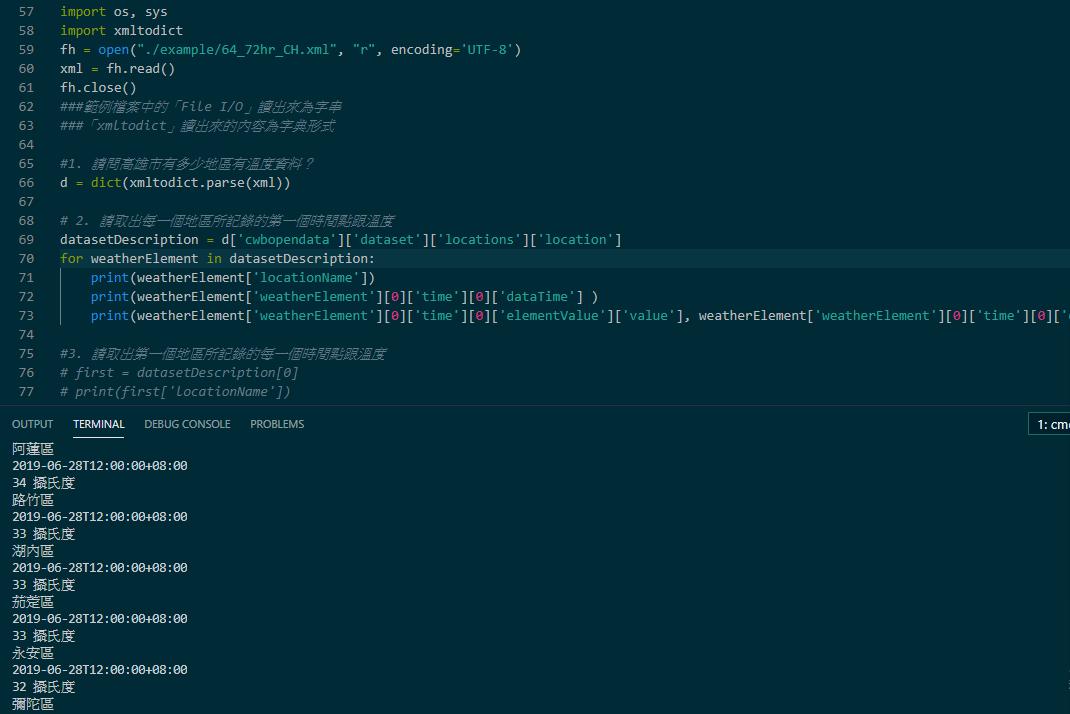 57 import os, sys
58 import xmltodict
59 fh = open("./example/64_72hr_CH.xml", "r", encoding='UTF-8')
60 xml = fh.read()
61 fh.close()
62 ###範例檔案中的「File I/O」讀出來為字串
63 ###「xmltodict」讀出來的內容為字典形式
64
65 #1. 請問高雄市有多少地區有溫度資料？
66 d = dict(xmltodict.parse(xml))
67
68 # 2. 請取出每一個地區所記錄的第一個時間點跟溫度
69 datasetDescription = d['cwbopendata']['dataset']['locations']['location']
70 for weatherElement in datasetDescription:
71 print(weatherElement['locationName'])
72 print(weatherElement['weatherElement'][0]['time'][0]['dataTime'] )
73 print(weatherElement['weatherElement'][0]['time'][0]['elementValue']['value'], weatherElement['weatherElement'][0]['time'][0]['
74
75 #3. 請取出第一個地區所記錄的每一個時間點跟溫度
76 # first = datasetDescription[0]
77 # print(first['locationName'])
OUTPUT TERMINAL DEBUG CONSOLE PROBLEMS 1: cm
阿蓮區
2019-06-28T12:00:00+08:00
34 攝氏度
路竹區
2019-06-28T12:00:00+08:00
33 攝氏度
湖內區
2019-06-28T12:00:00+08:00
33 攝氏度
茄萣區
2019-06-28T12:00:00+08:00
33 攝氏度
永安區
2019-06-28T12:00:00+08:00
32 攝氏度
彌陀區